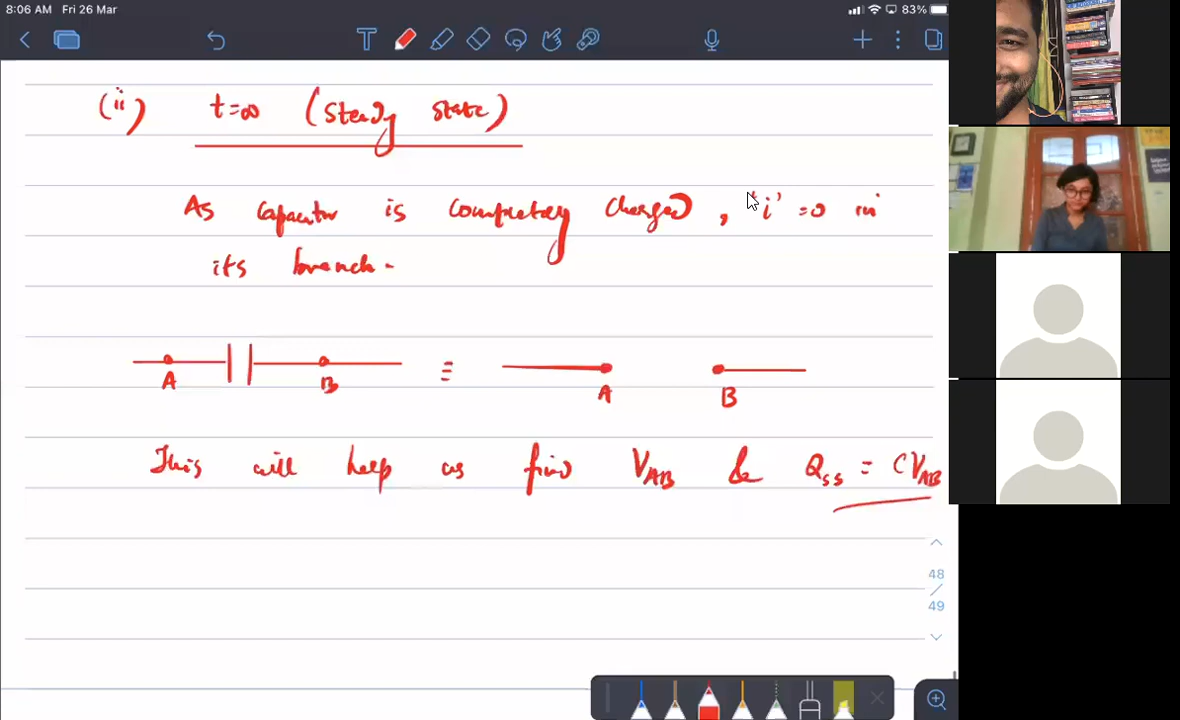 8:06 AM Fri 26 Mar
83%
T
(ii) t=∞ (Steady state)
As capacitor is completely charged, 'i' =0 in
its branch.
A B ≡ A B
This will help us find VAB & Qss = CVAB
48
/
49